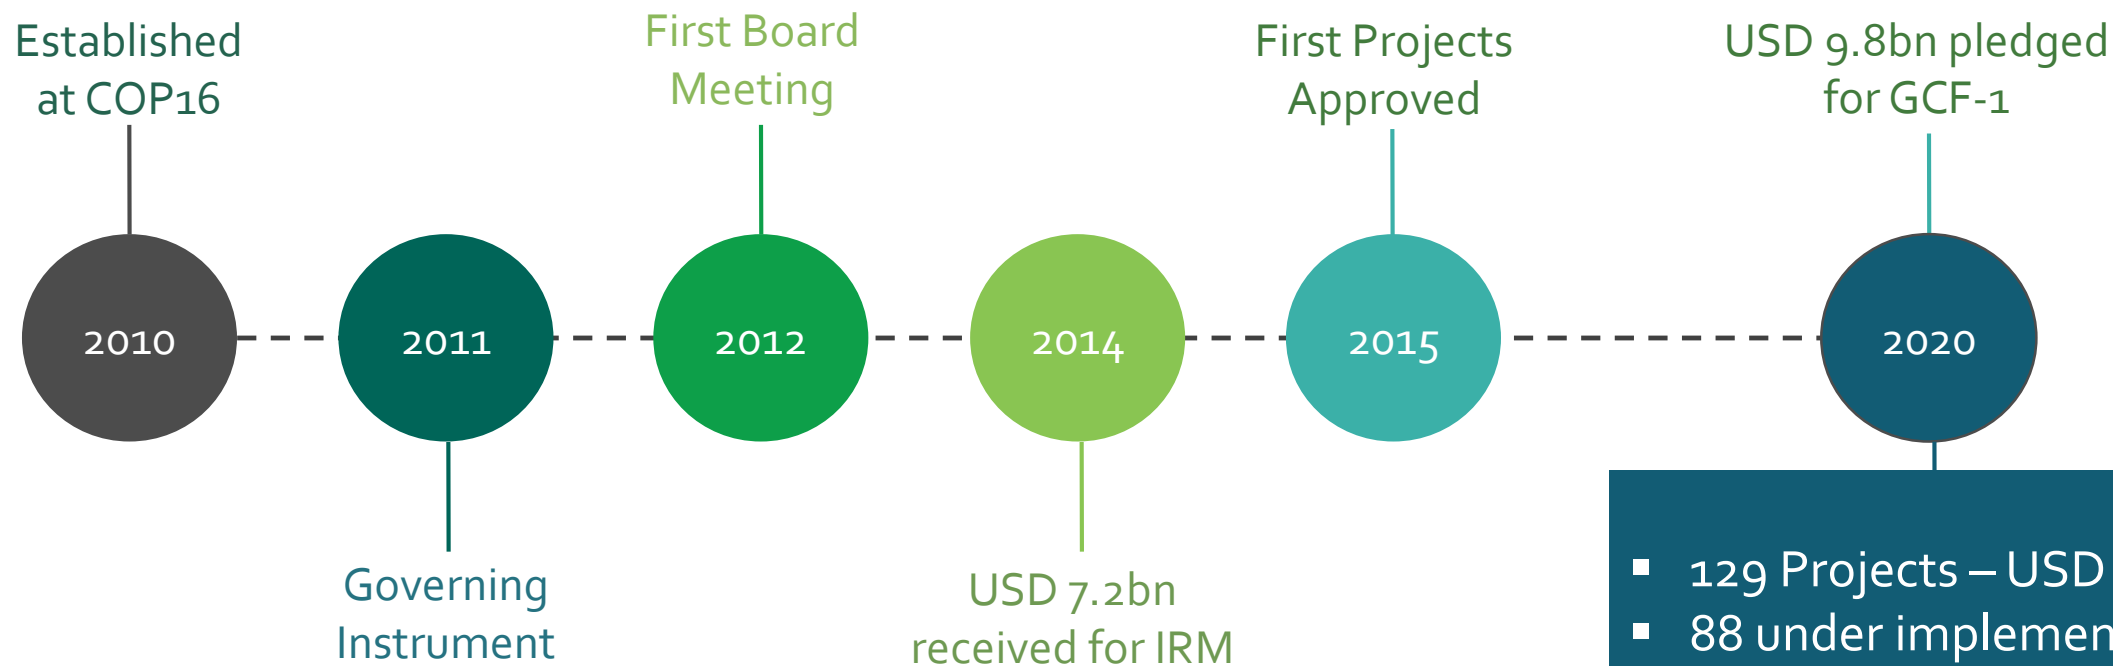 Established
at COP16
First Board
Meeting
First Projects
Approved
USD 9.8bn pledged
for GCF-1
2010
2011
2012
2014
2015
2020
Governing
Instrument
USD 7.2bn
received for IRM
▪ 129 Projects – USD
▪ 88 under implemen